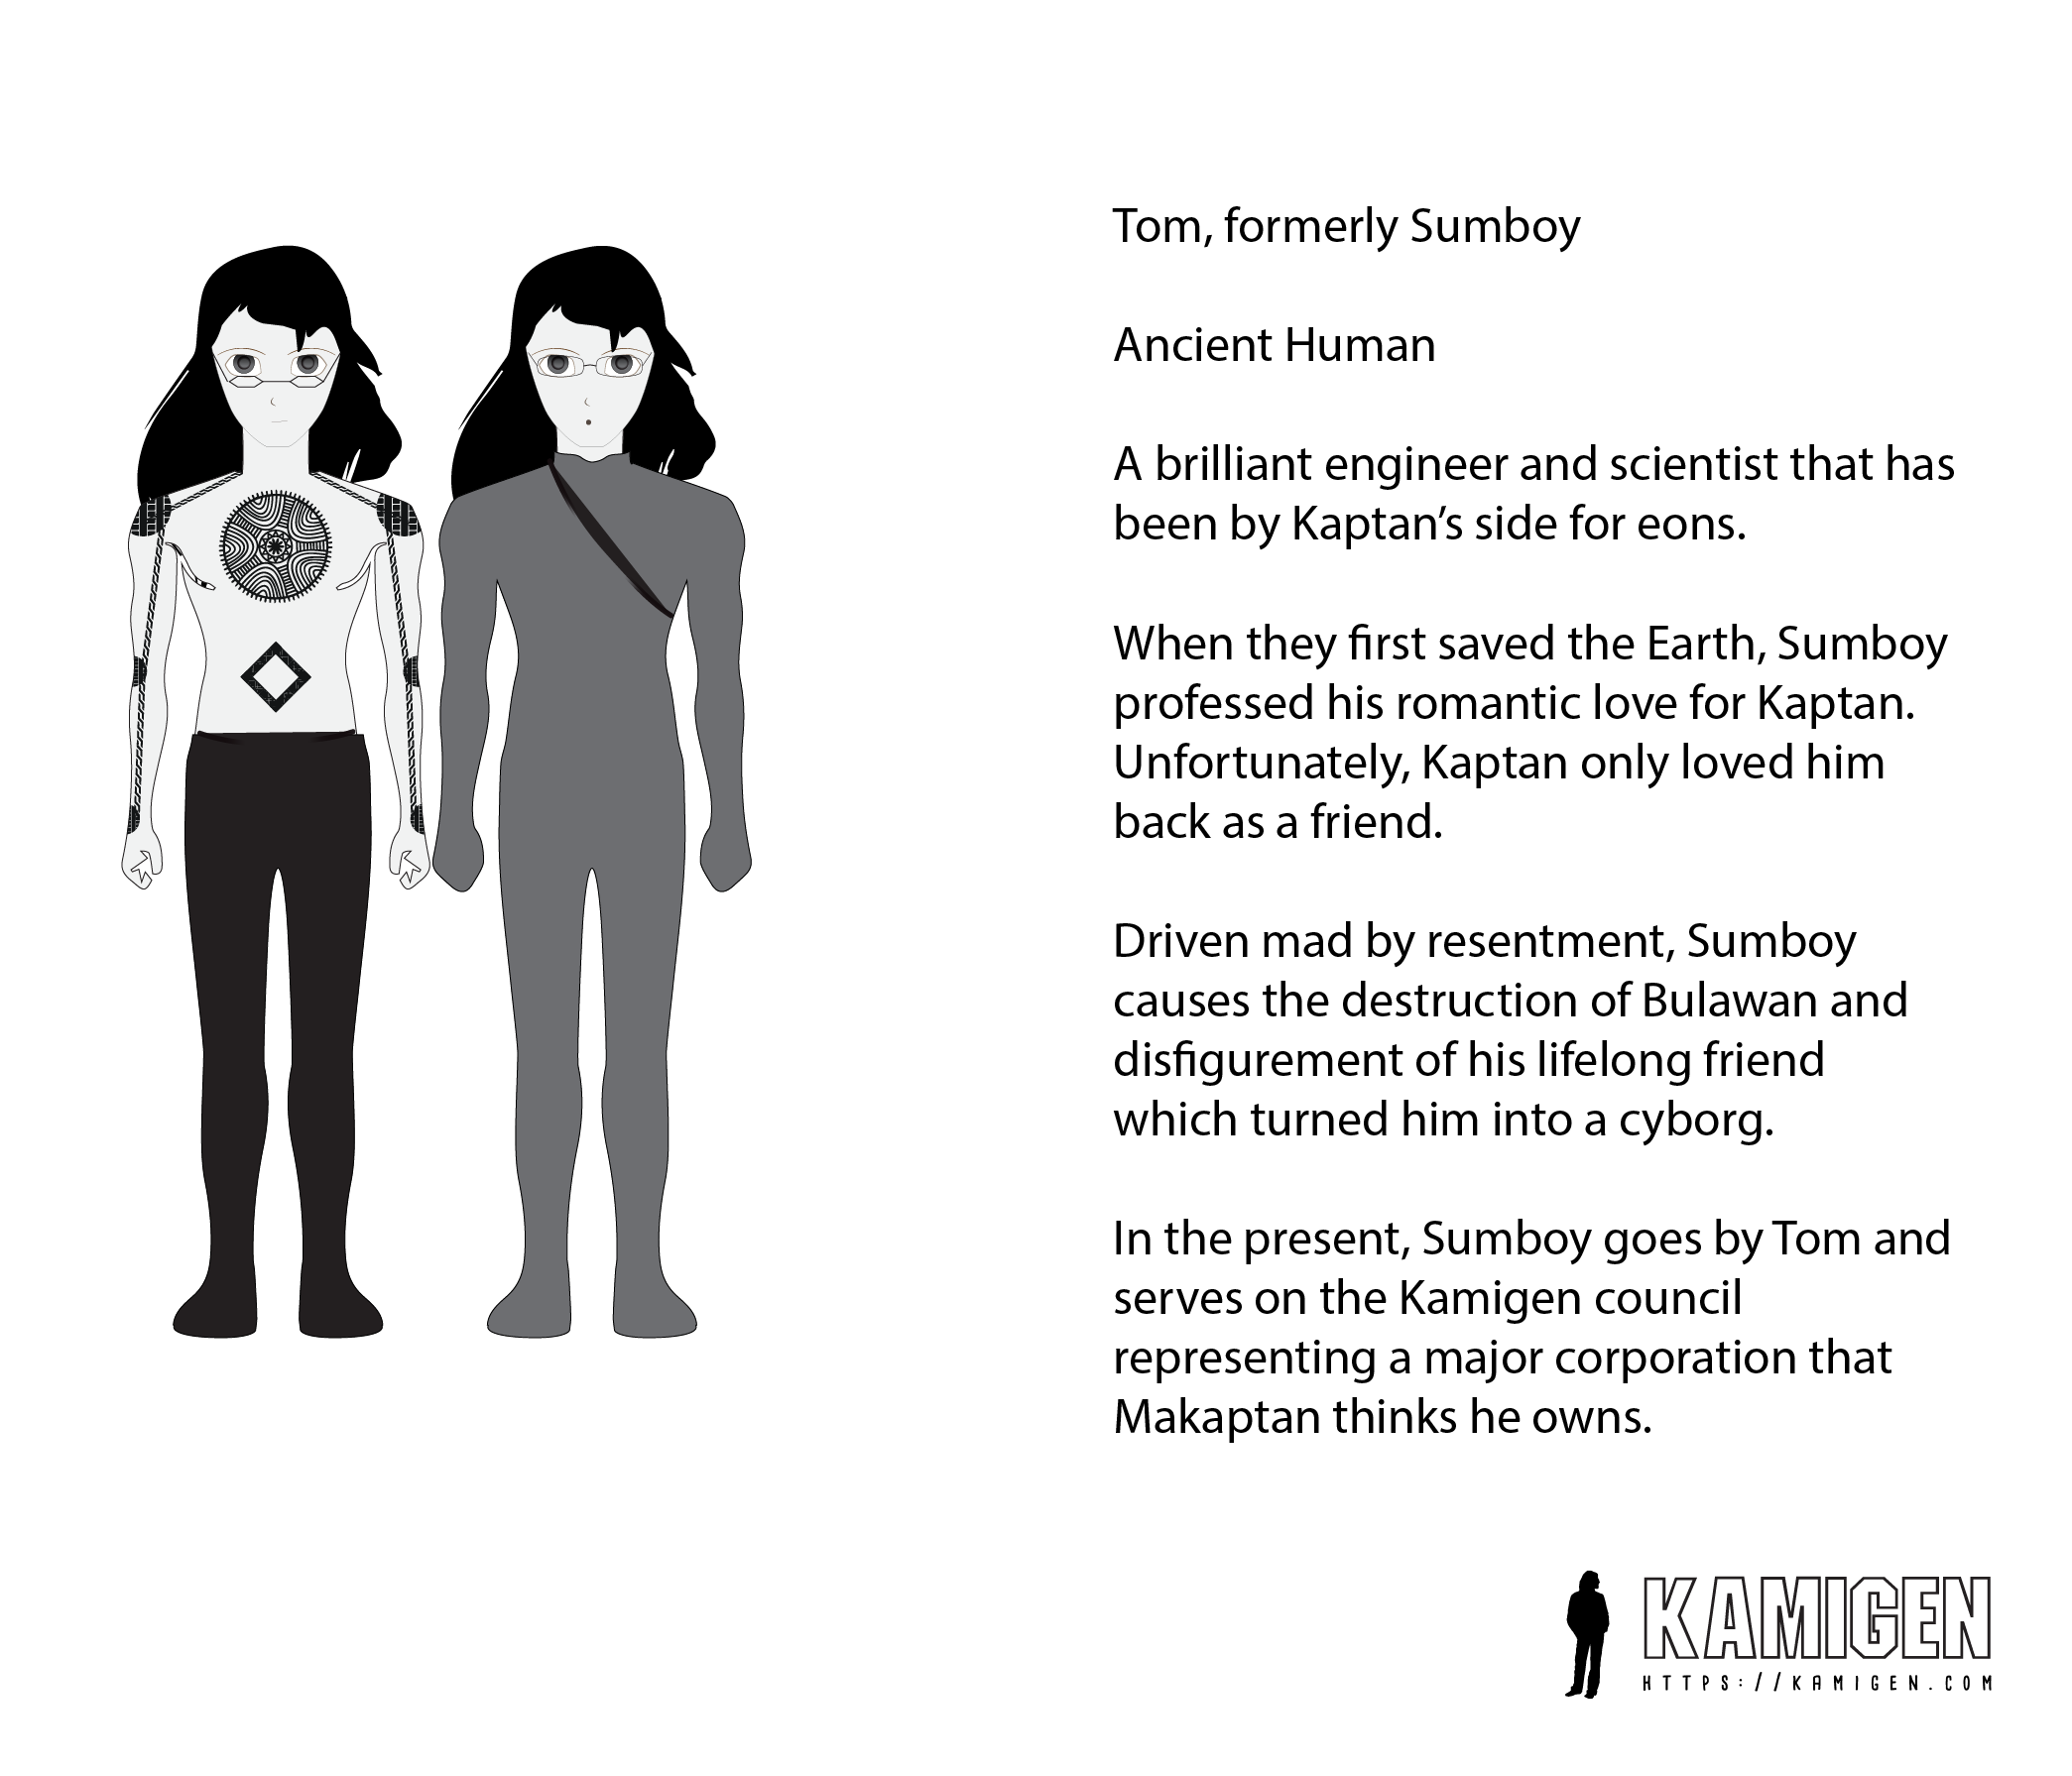 Tom, formerly Sumboy
Ancient Human
A brilliant engineer and scientist that has
been by Kaptan’s side for eons.
When they first saved the Earth, Sumboy
professed his romantic love for Kaptan.
Unfortunately, Kaptan only loved him
back as a friend.
Driven mad by resentment, Sumboy
causes the destruction of Bulawan and
disfigurement of his lifelong friend
which turned him into a cyborg.
In the present, Sumboy goes by Tom and
serves on the Kamigen council
representing a major corporation that
Makaptan thinks he owns.
KAMIGEN
HTTPS://KAMIGEN.COM